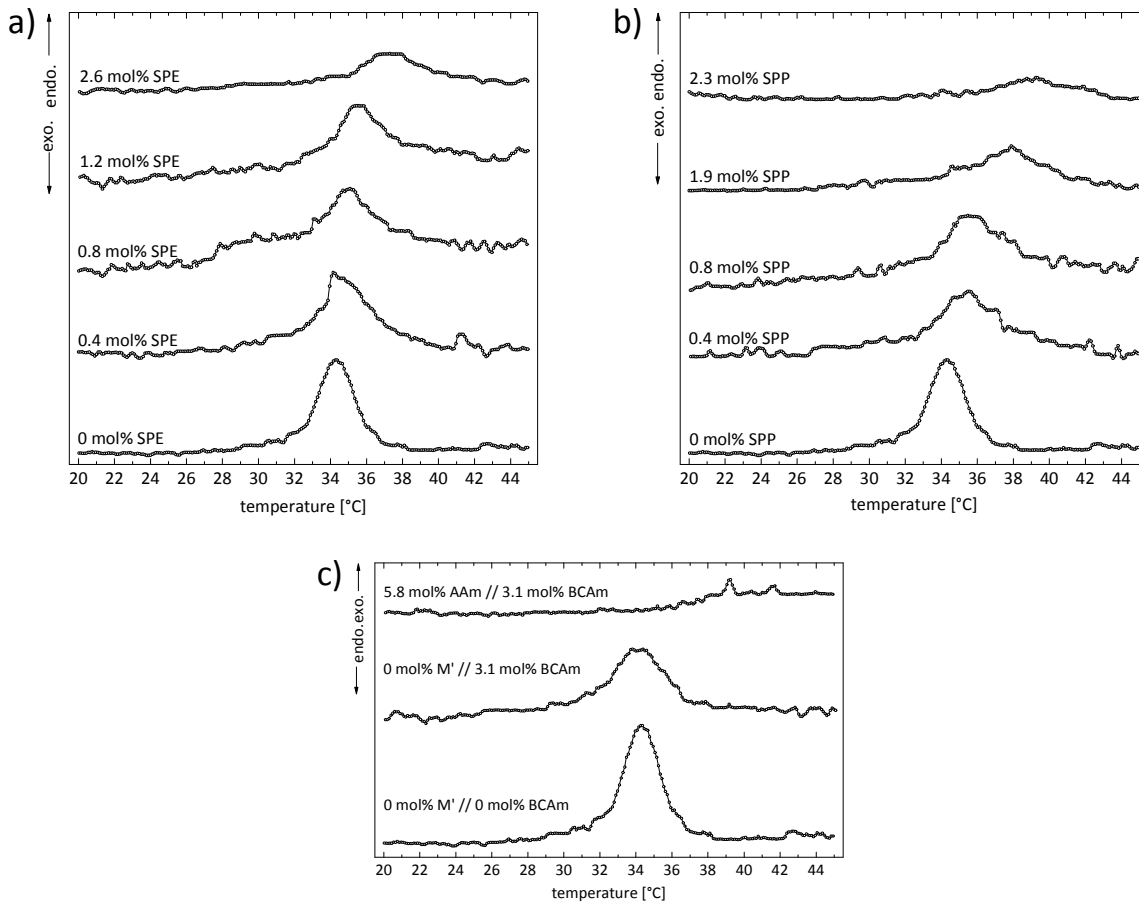 a)
exo. endo.
2.6 mol% SPE
1.2 mol% SPE
0.8 mol% SPE
0.4 mol% SPE
0 mol% SPE
20 22 24 26 28 30 32 34 36 38 40 42 44
temperature [°C]
b)
exo. endo.
2.3 mol% SPP
1.9 mol% SPP
0.8 mol% SPP
0.4 mol% SPP
0 mol% SPP
20 22 24 26 28 30 32 34 36 38 40 42 44
temperature [°C]
c)
endo.exo.
5.8 mol% AAm // 3.1 mol% BCAm
0 mol% M' // 3.1 mol% BCAm
0 mol% M' // 0 mol% BCAm
20 22 24 26 28 30 32 34 36 38 40 42 44
temperature [°C]